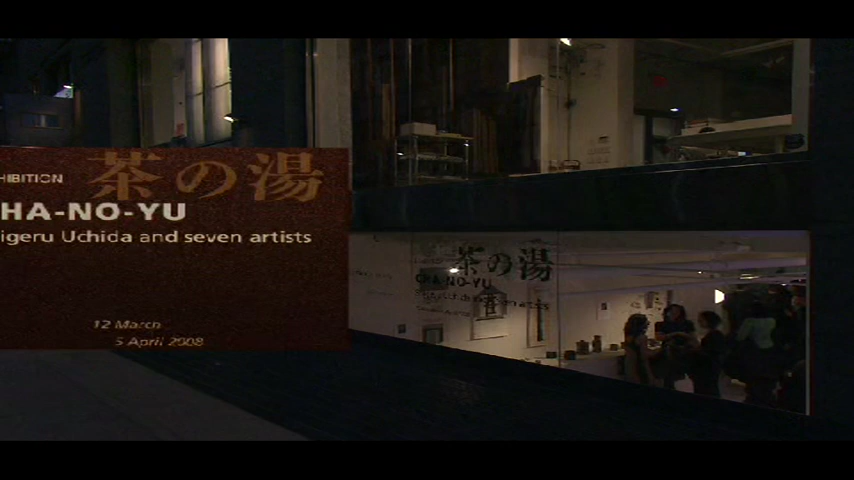 HIBITION 茶の湯
HA-NO-YU
igeru Uchida and seven artists
12 March
5 April 2008
茶の湯
CHA-NO-YU